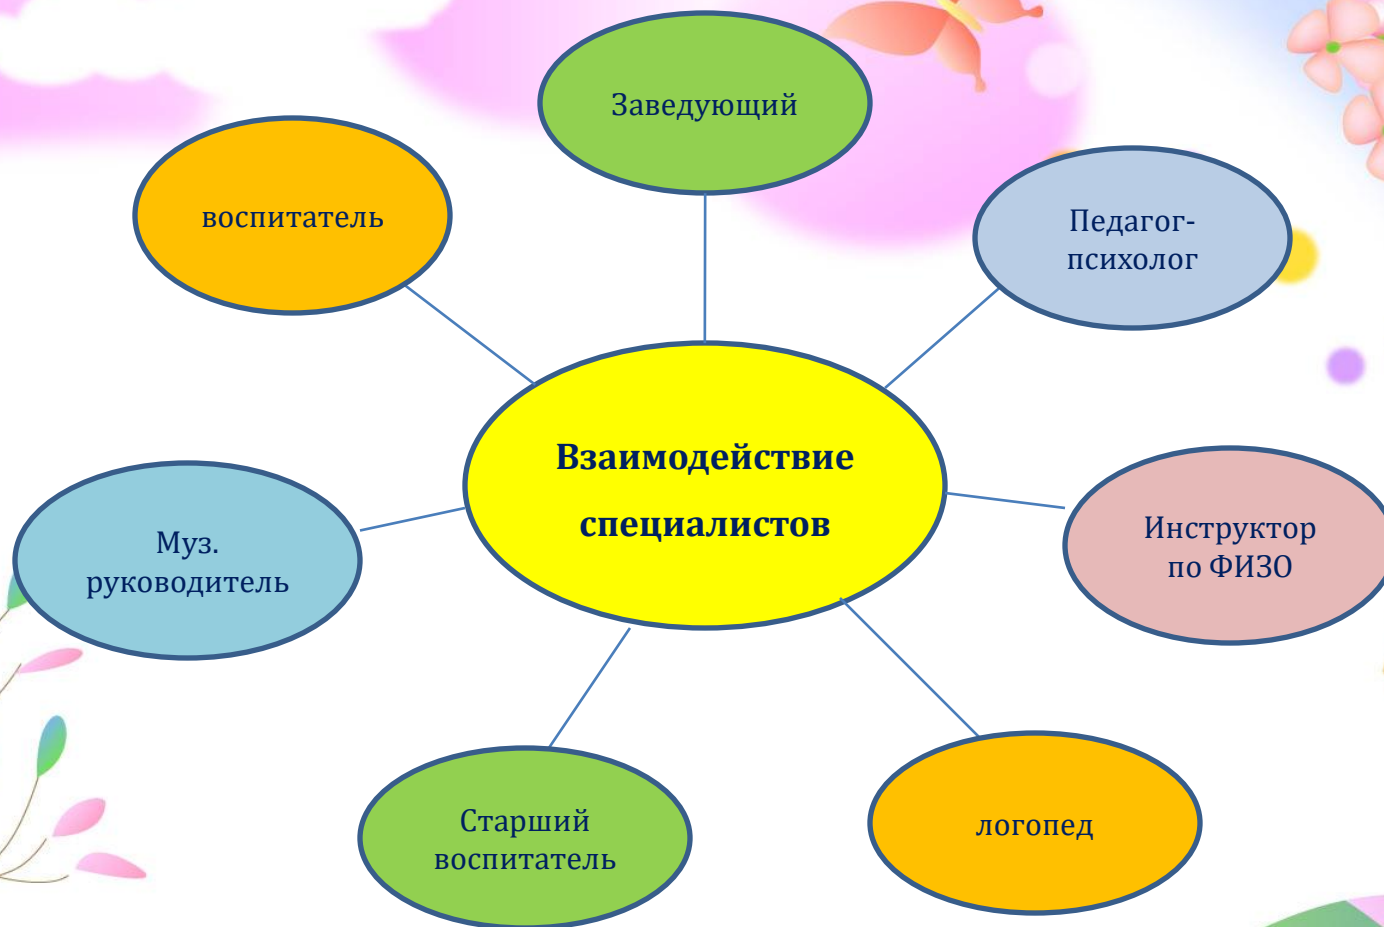 Заведующий
воспитатель
Педагог-
психолог
Взаимодействие
специалистов
Инструктор
по ФИЗО
Муз.
руководитель
Старший
воспитатель
логопед